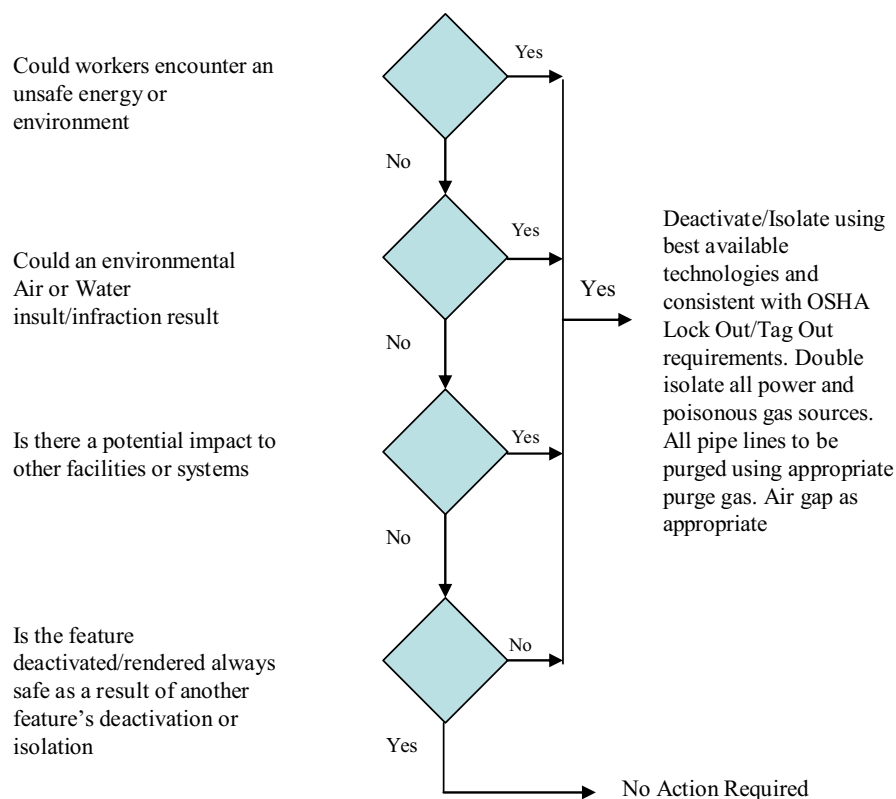 Could workers encounter an
unsafe energy or
environment
Yes
No
Could an environmental
Air or Water
insult/infraction result
Yes
No
Is there a potential impact to
other facilities or systems
Yes
No
Is the feature
deactivated/rendered always
safe as a result of another
feature's deactivation or
isolation
No
Yes
Yes
Deactivate/Isolate using
best available
technologies and
consistent with OSHA
Lock Out/Tag Out
requirements. Double
isolate all power and
poisonous gas sources.
All pipe lines to be
purged using appropriate
purge gas. Air gap as
appropriate
No Action Required